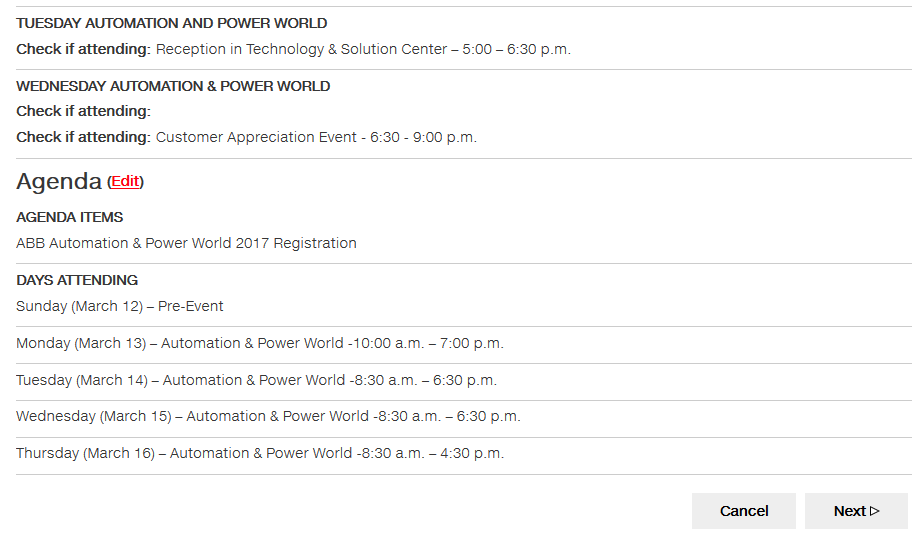 TUESDAY AUTOMATION AND POWER WORLD
Check if attending: Reception in Technology & Solution Center – 5:00 – 6:30 p.m.
WEDNESDAY AUTOMATION & POWER WORLD
Check if attending:
Check if attending: Customer Appreciation Event - 6:30 - 9:00 p.m.
Agenda (Edit)
AGENDA ITEMS
ABB Automation & Power World 2017 Registration
DAYS ATTENDING
Sunday (March 12) – Pre-Event
Monday (March 13) – Automation & Power World -10:00 a.m. – 7:00 p.m.
Tuesday (March 14) – Automation & Power World -8:30 a.m. – 6:30 p.m.
Wednesday (March 15) – Automation & Power World -8:30 a.m. – 6:30 p.m.
Thursday (March 16) – Automation & Power World -8:30 a.m. – 4:30 p.m.
Cancel Next ▷